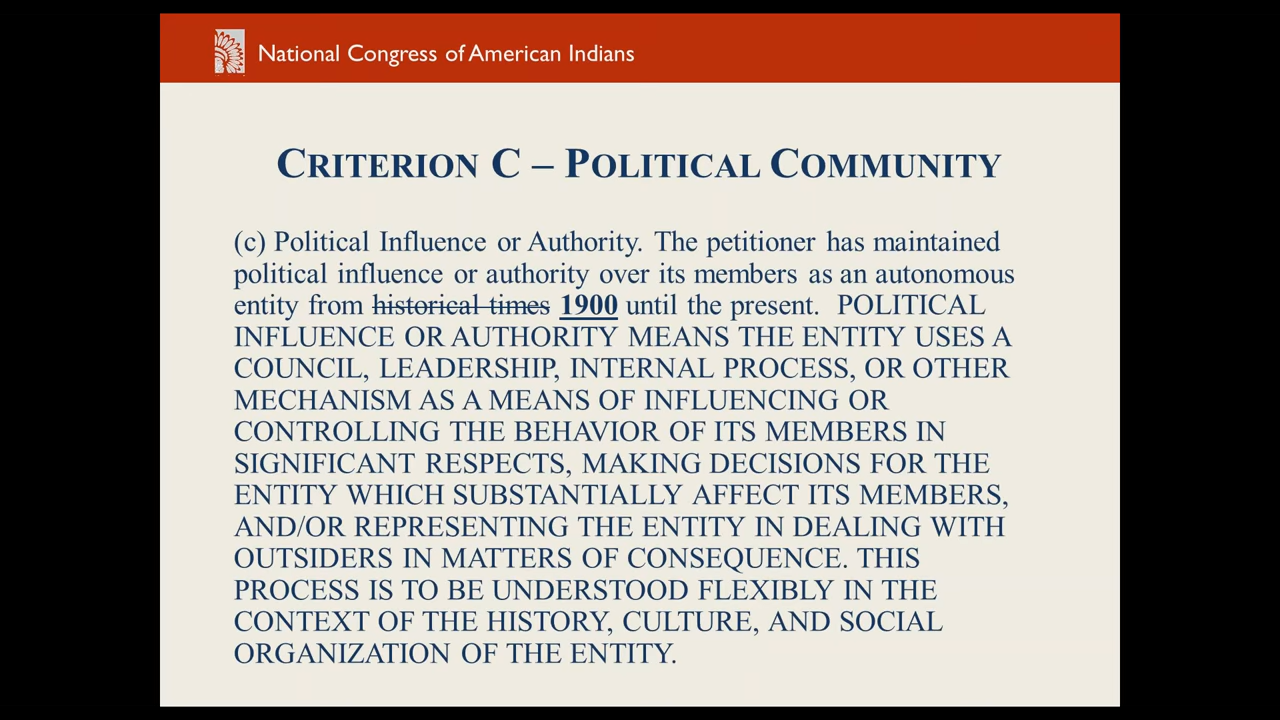 National Congress of American Indians
CRITERION C – POLITICAL COMMUNITY
(c) Political Influence or Authority. The petitioner has maintained
political influence or authority over its members as an autonomous
entity from historical times 1900 until the present. POLITICAL
INFLUENCE OR AUTHORITY MEANS THE ENTITY USES A
COUNCIL, LEADERSHIP, INTERNAL PROCESS, OR OTHER
MECHANISM AS A MEANS OF INFLUENCING OR
CONTROLLING THE BEHAVIOR OF ITS MEMBERS IN
SIGNIFICANT RESPECTS, MAKING DECISIONS FOR THE
ENTITY WHICH SUBSTANTIALLY AFFECT ITS MEMBERS,
AND/OR REPRESENTING THE ENTITY IN DEALING WITH
OUTSIDERS IN MATTERS OF CONSEQUENCE. THIS
PROCESS IS TO BE UNDERSTOOD FLEXIBLY IN THE
CONTEXT OF THE HISTORY, CULTURE, AND SOCIAL
ORGANIZATION OF THE ENTITY.